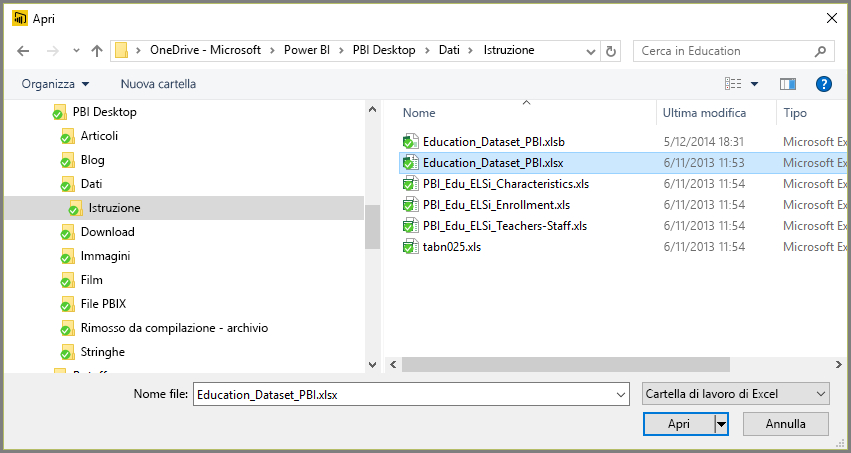 Apri
OneDrive - Microsoft > Power BI > PBI Desktop > Dati > Istruzione
Cerca in Education
Organizza
Nuova cartella
PBI Desktop
Articoli
Blog
Dati
Istruzione
Download
Immagini
Film
File PBIX
Rimosso da compilazione - archivio
Stringhe
Nome Ultima modifica Tipo
Education_Dataset_PBI.xlsb 5/12/2014 18:31 Microsoft Ex
Education_Dataset_PBI.xlsx 6/11/2013 11:53 Microsoft Ex
PBI_Edu_ELSi_Characteristics.xls 6/11/2013 11:54 Microsoft Ex
PBI_Edu_ELSi_Enrollment.xls 6/11/2013 11:54 Microsoft Ex
PBI_Edu_ELSi_Teachers-Staff.xls 6/11/2013 11:54 Microsoft Ex
tabn025.xls 6/11/2013 11:54 Microsoft Ex
Nome file: Education_Dataset_PBI.xlsx
Cartella di lavoro di Excel
Apri
Annulla